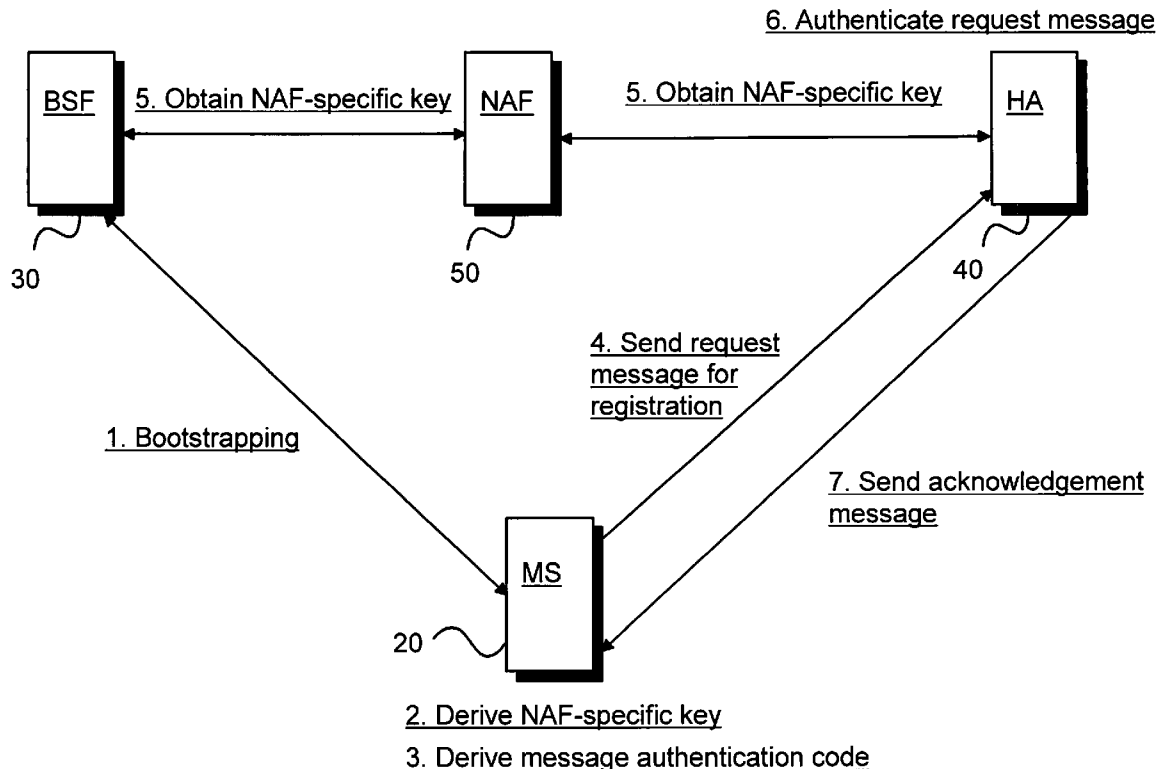 6. Authenticate request message
BSF
5. Obtain NAF-specific key
NAF
5. Obtain NAF-specific key
HA
30
50
40
4. Send request
message for
registration
1. Bootstrapping
7. Send acknowledgement
message
MS
20
2. Derive NAF-specific key
3. Derive message authentication code